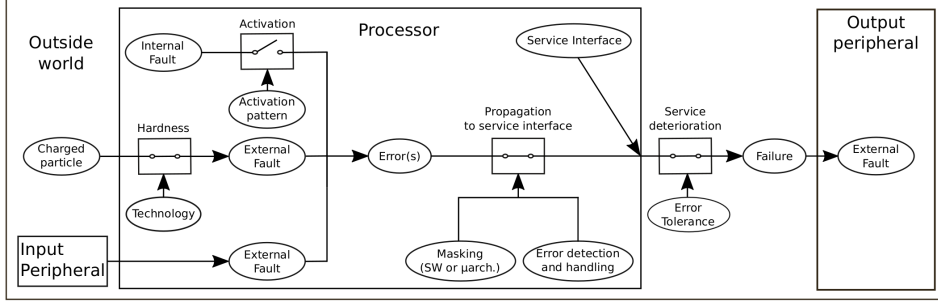 Outside
world
Processor
Output
peripheral
Activation
Internal
Fault
Service Interface
Activation
pattern
Propagation
to service interface
Service
deterioration
Hardness
Charged
particle
External
Fault
Error(s)
Failure
External
Fault
Technology
Error
Tolerance
Input
Peripheral
External
Fault
Masking
(SW or μarch.)
Error detection
and handling